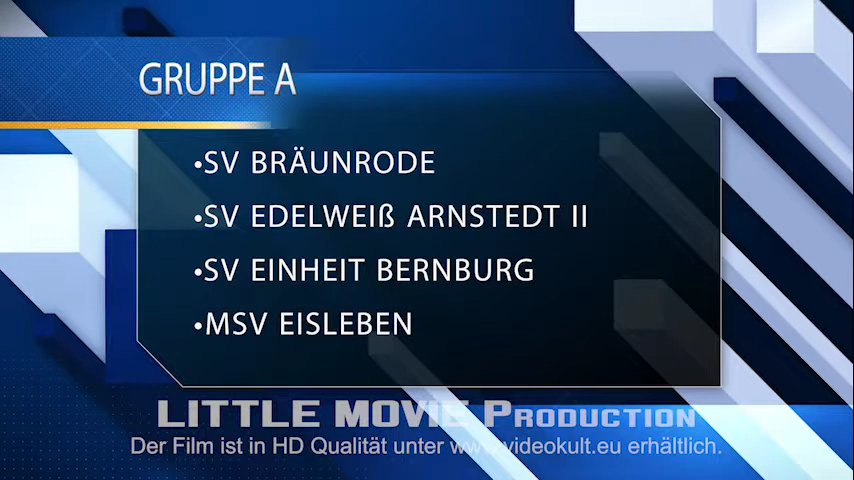 GRUPPE A
•SV BRÄUNRODE
•SV EDELWEIß ARNSTEDT II
•SV EINHEIT BERNBURG
•MSV EISLEBEN
LITTLE MOVIE PRODUCTION
Der Film ist in HD Qualität unter www.videokult.eu erhältlich.